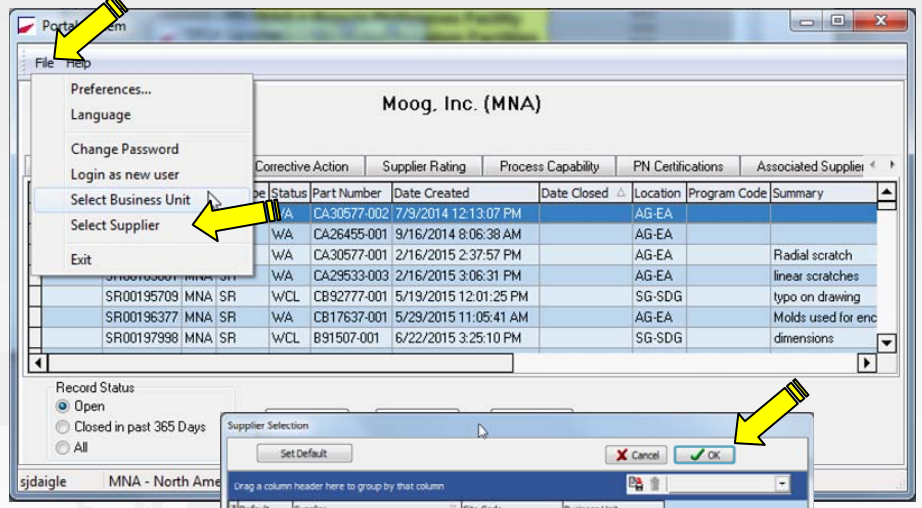 File Help
Preferences...
Language
Change Password
Login as new user
Select Business Unit
Select Supplier
Exit
Moog, Inc. (MNA)
Corrective Action Supplier Rating Process Capability PN Certifications Associated Supplier
Status Part Number Date Created Date Closed Location Program Code Summary
WA CA30577-002 7/9/2014 12:13:07 PM AG-EA
WA CA26455-001 9/16/2014 8:06:38 AM AG-EA
WA CA30577-001 2/16/2015 2:37:57 PM AG-EA Radial scratch
MNA SR WA CA29533-003 2/16/2015 3:06:31 PM AG-EA linear scratches
SR00195709 MNA SR WCL CB92777-001 5/19/2015 12:01:25 PM SG-SDG typo on drawing
SR00196377 MNA SR WA CB17637-001 5/29/2015 11:05:41 AM AG-EA Molds used for enc
SR00197998 MNA SR WCL B91507-001 6/22/2015 3:25:10 PM SG-SDG dimensions
Record Status
Open
Closed in past 365 Days
All
Supplier Selection
Set Default Cancel OK
sjdaigle MNA - North Ame
Drag a column header here to group by that column